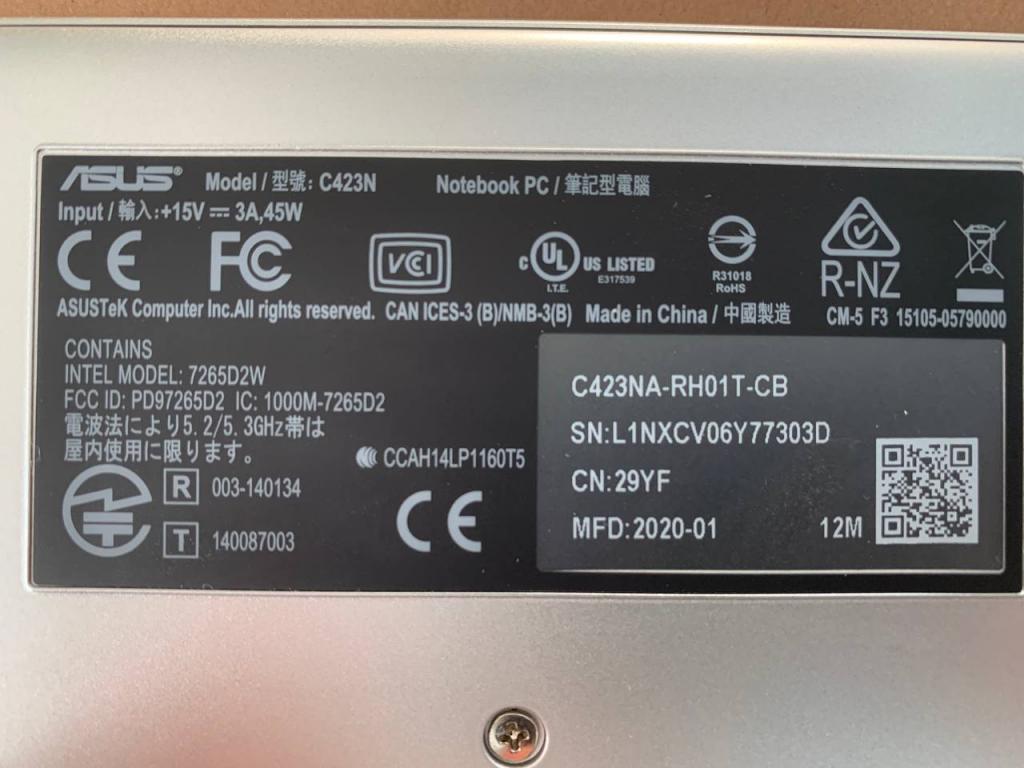 ASUS® Model / 型號: C423N Notebook PC / 筆記型電腦
Input / 輸入:+15V ⎓ 3A,45W
CE FC VCI c UL US LISTED
I.T.E. E317539
R31018
RoHS
R-NZ
ASUSTeK Computer Inc.All rights reserved. CAN ICES-3 (B)/NMB-3(B) Made in China / 中國製造 CM-5 F3 15105-05790000
CONTAINS
INTEL MODEL: 7265D2W
FCC ID: PD97265D2 IC: 1000M-7265D2
電波法により5.2/5.3GHz帯は
屋内使用に限ります。
CCAH14LP1160T5
R 003-140134
T 140087003
CE
C423NA-RH01T-CB
SN:L1NXCV06Y77303D
CN:29YF
MFD:2020-01 12M